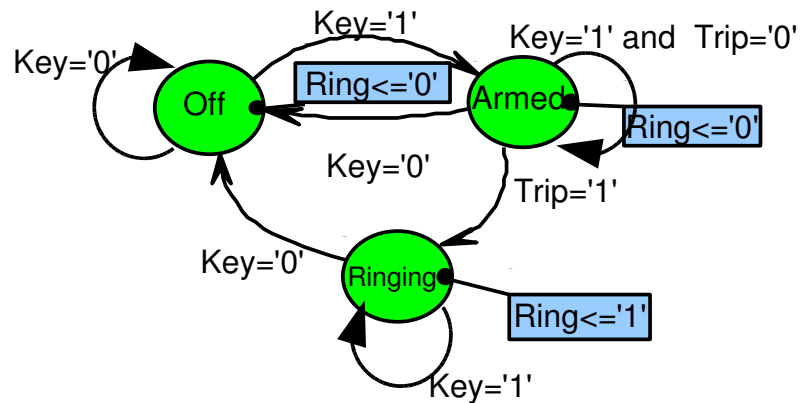 Key='1'
Key='1' and Trip='0'
Key='0'
Ring<='0'
Off
Armed
Ring<='0'
Key='0'
Trip='1'
Key='0'
Ringing
Ring<='1'
Key='1'